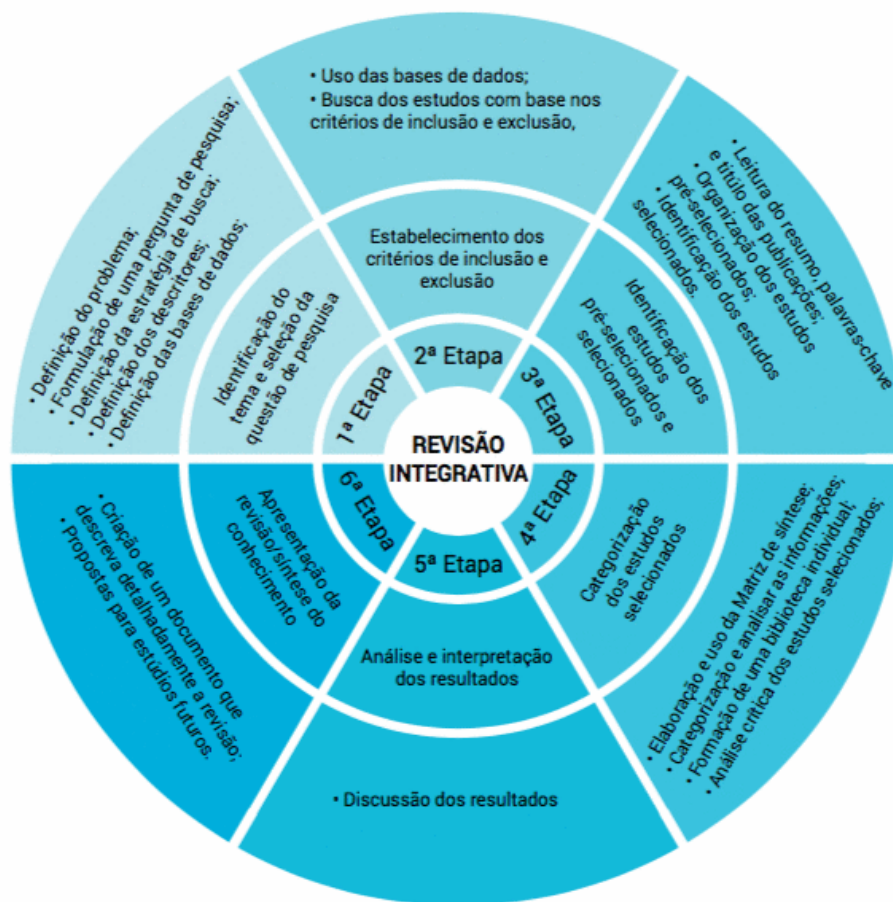 REVISÃO
INTEGRATIVA
1ª Etapa
Identificação do
tema e seleção da
questão de pesquisa
• Definição do problema;
• Formulação de uma pergunta de pesquisa;
• Definição da estratégia de busca;
• Definição dos descritores;
• Definição das bases de dados;
2ª Etapa
Estabelecimento dos
critérios de inclusão e
exclusão
• Uso das bases de dados;
• Busca dos estudos com base nos
critérios de inclusão e exclusão,
3ª Etapa
Identificação dos
estudos
pré-selecionados e
selecionados
• Leitura do resumo, palavras-chave
e título das publicações;
• Organização dos estudos
pré-selecionados;
• Identificação dos estudos
selecionados.
4ª Etapa
Categorização
dos estudos
selecionados
• Elaboração e uso da Matriz de síntese;
• Categorização e analisar as informações;
• Formação de uma biblioteca individual;
• Análise crítica dos estudos selecionados;
5ª Etapa
Análise e interpretação
dos resultados
• Discussão dos resultados
6ª Etapa
Apresentação da
revisão/síntese do
conhecimento
• Criação de um documento que
descreva detalhadamente a revisão;
• Propostas para estúdios futuros.